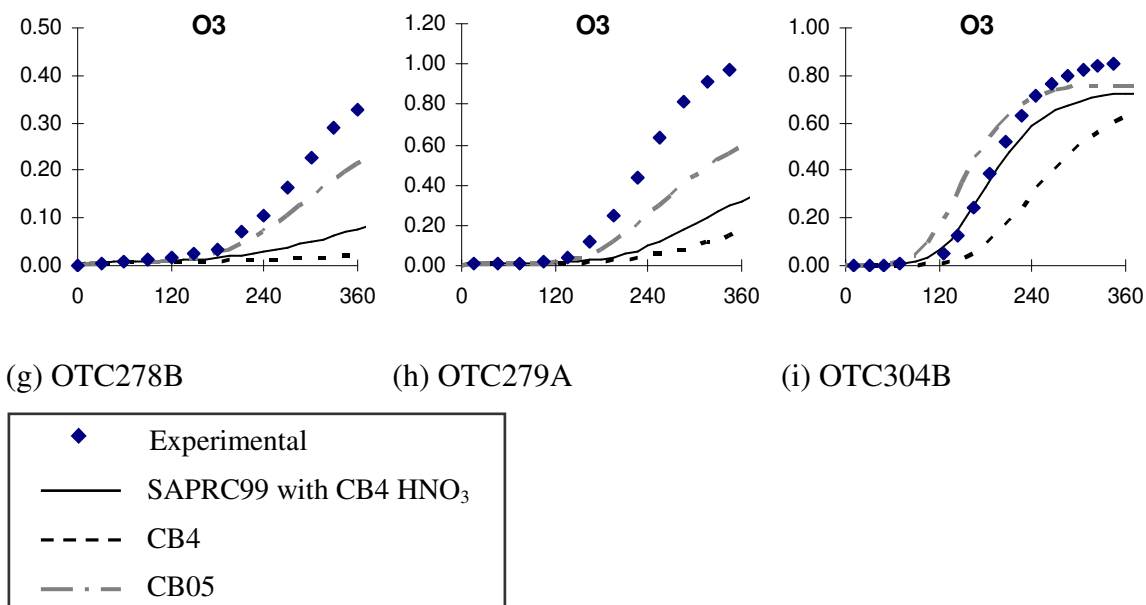 O3
0.50
0.40
0.30
0.20
0.10
0.00
0 120 240 360
O3
1.20
1.00
0.80
0.60
0.40
0.20
0.00
0 120 240 360
O3
1.00
0.80
0.60
0.40
0.20
0.00
0 120 240 360
(g) OTC278B
(h) OTC279A
(i) OTC304B
Experimental
SAPRC99 with CB4 HNO₃
CB4
CB05